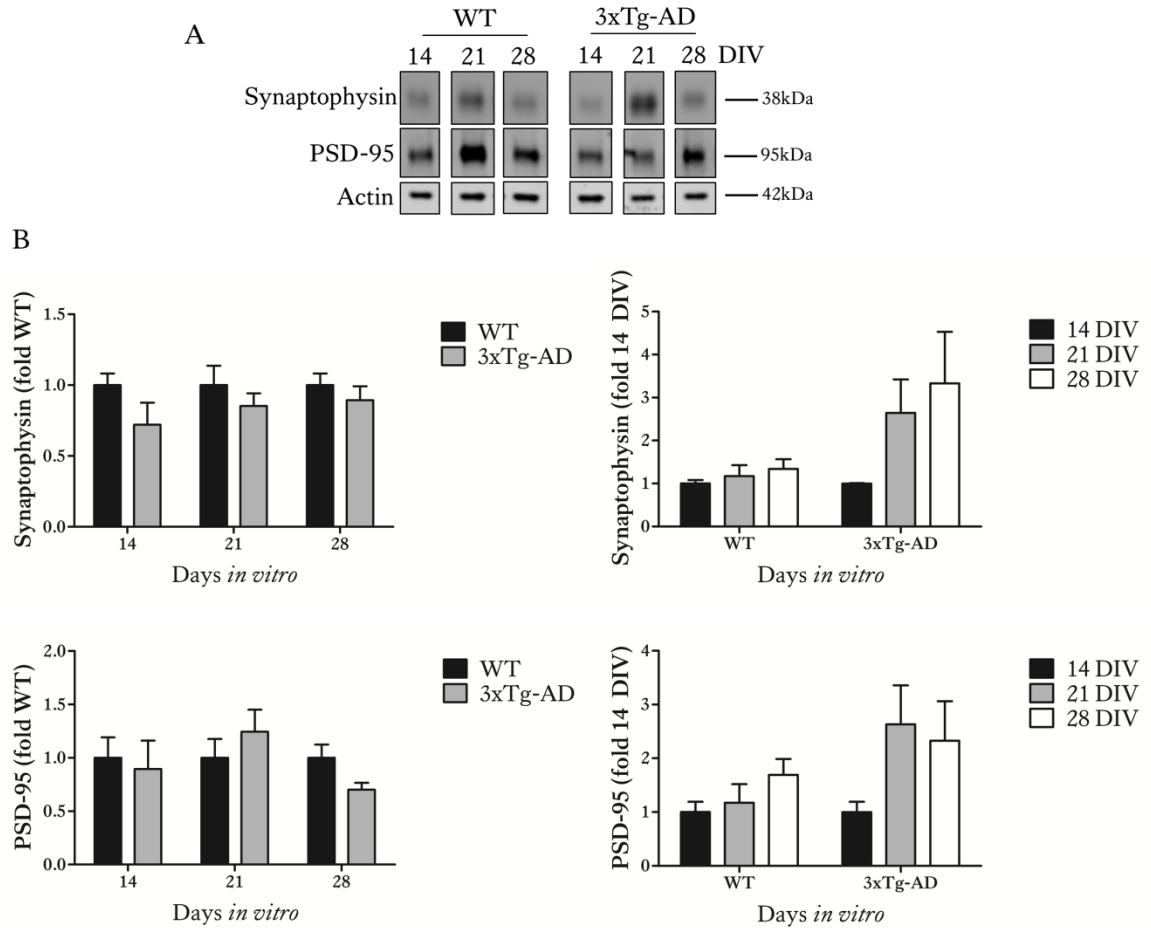 A
WT 3xTg-AD
14 21 28 14 21 28 DIV
Synaptophysin 38kDa
PSD-95 95kDa
Actin 42kDa
B
Synaptophysin (fold WT)
1.5
1.0
0.5
0.0
14 21 28
Days in vitro
WT
3xTg-AD
Synaptophysin (fold 14 DIV)
5
4
3
2
1
0
WT 3xTg-AD
Days in vitro
14 DIV
21 DIV
28 DIV
PSD-95 (fold WT)
2.0
1.5
1.0
0.5
0.0
14 21 28
Days in vitro
WT
3xTg-AD
PSD-95 (fold 14 DIV)
4
3
2
1
0
WT 3xTg-AD
Days in vitro
14 DIV
21 DIV
28 DIV